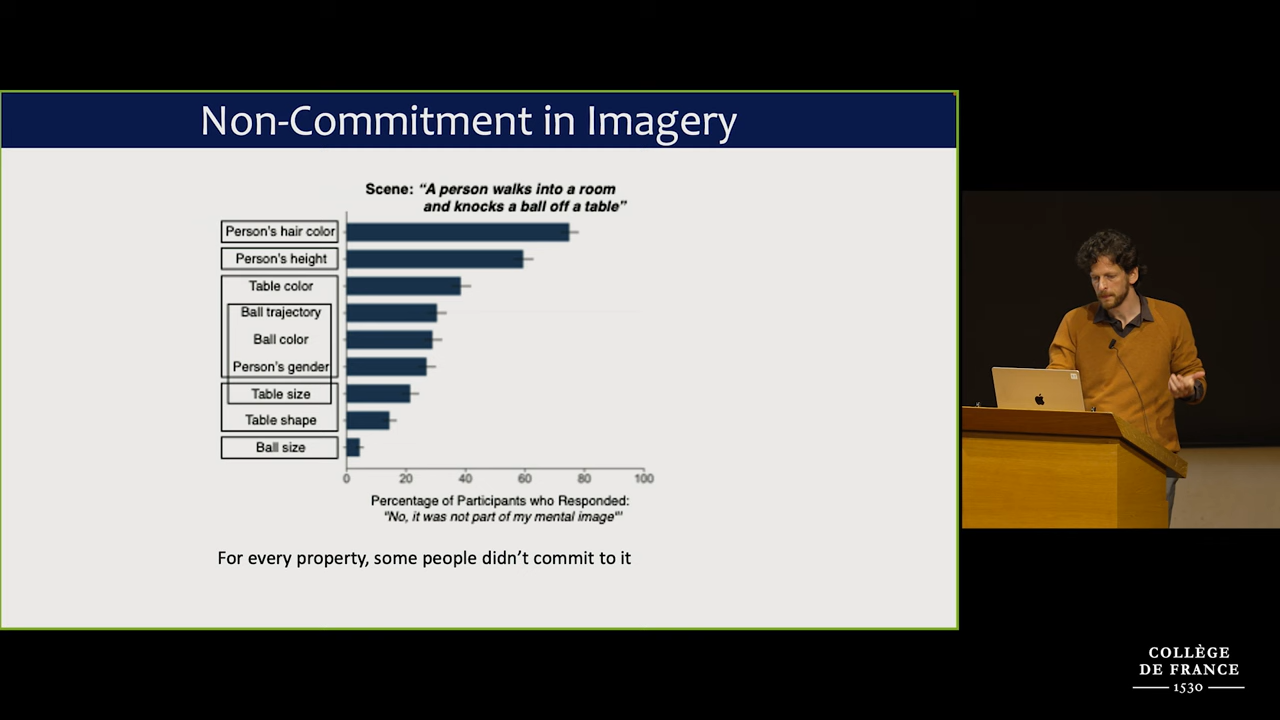 Non-Commitment in Imagery
Scene: “A person walks into a room
and knocks a ball off a table”
Person's hair color
Person's height
Table color
Ball trajectory
Ball color
Person's gender
Table size
Table shape
Ball size
0 20 40 60 80 100
Percentage of Participants who Responded:
"No, it was not part of my mental image"'
For every property, some people didn’t commit to it
COLLÈGE
DE FRANCE
1530